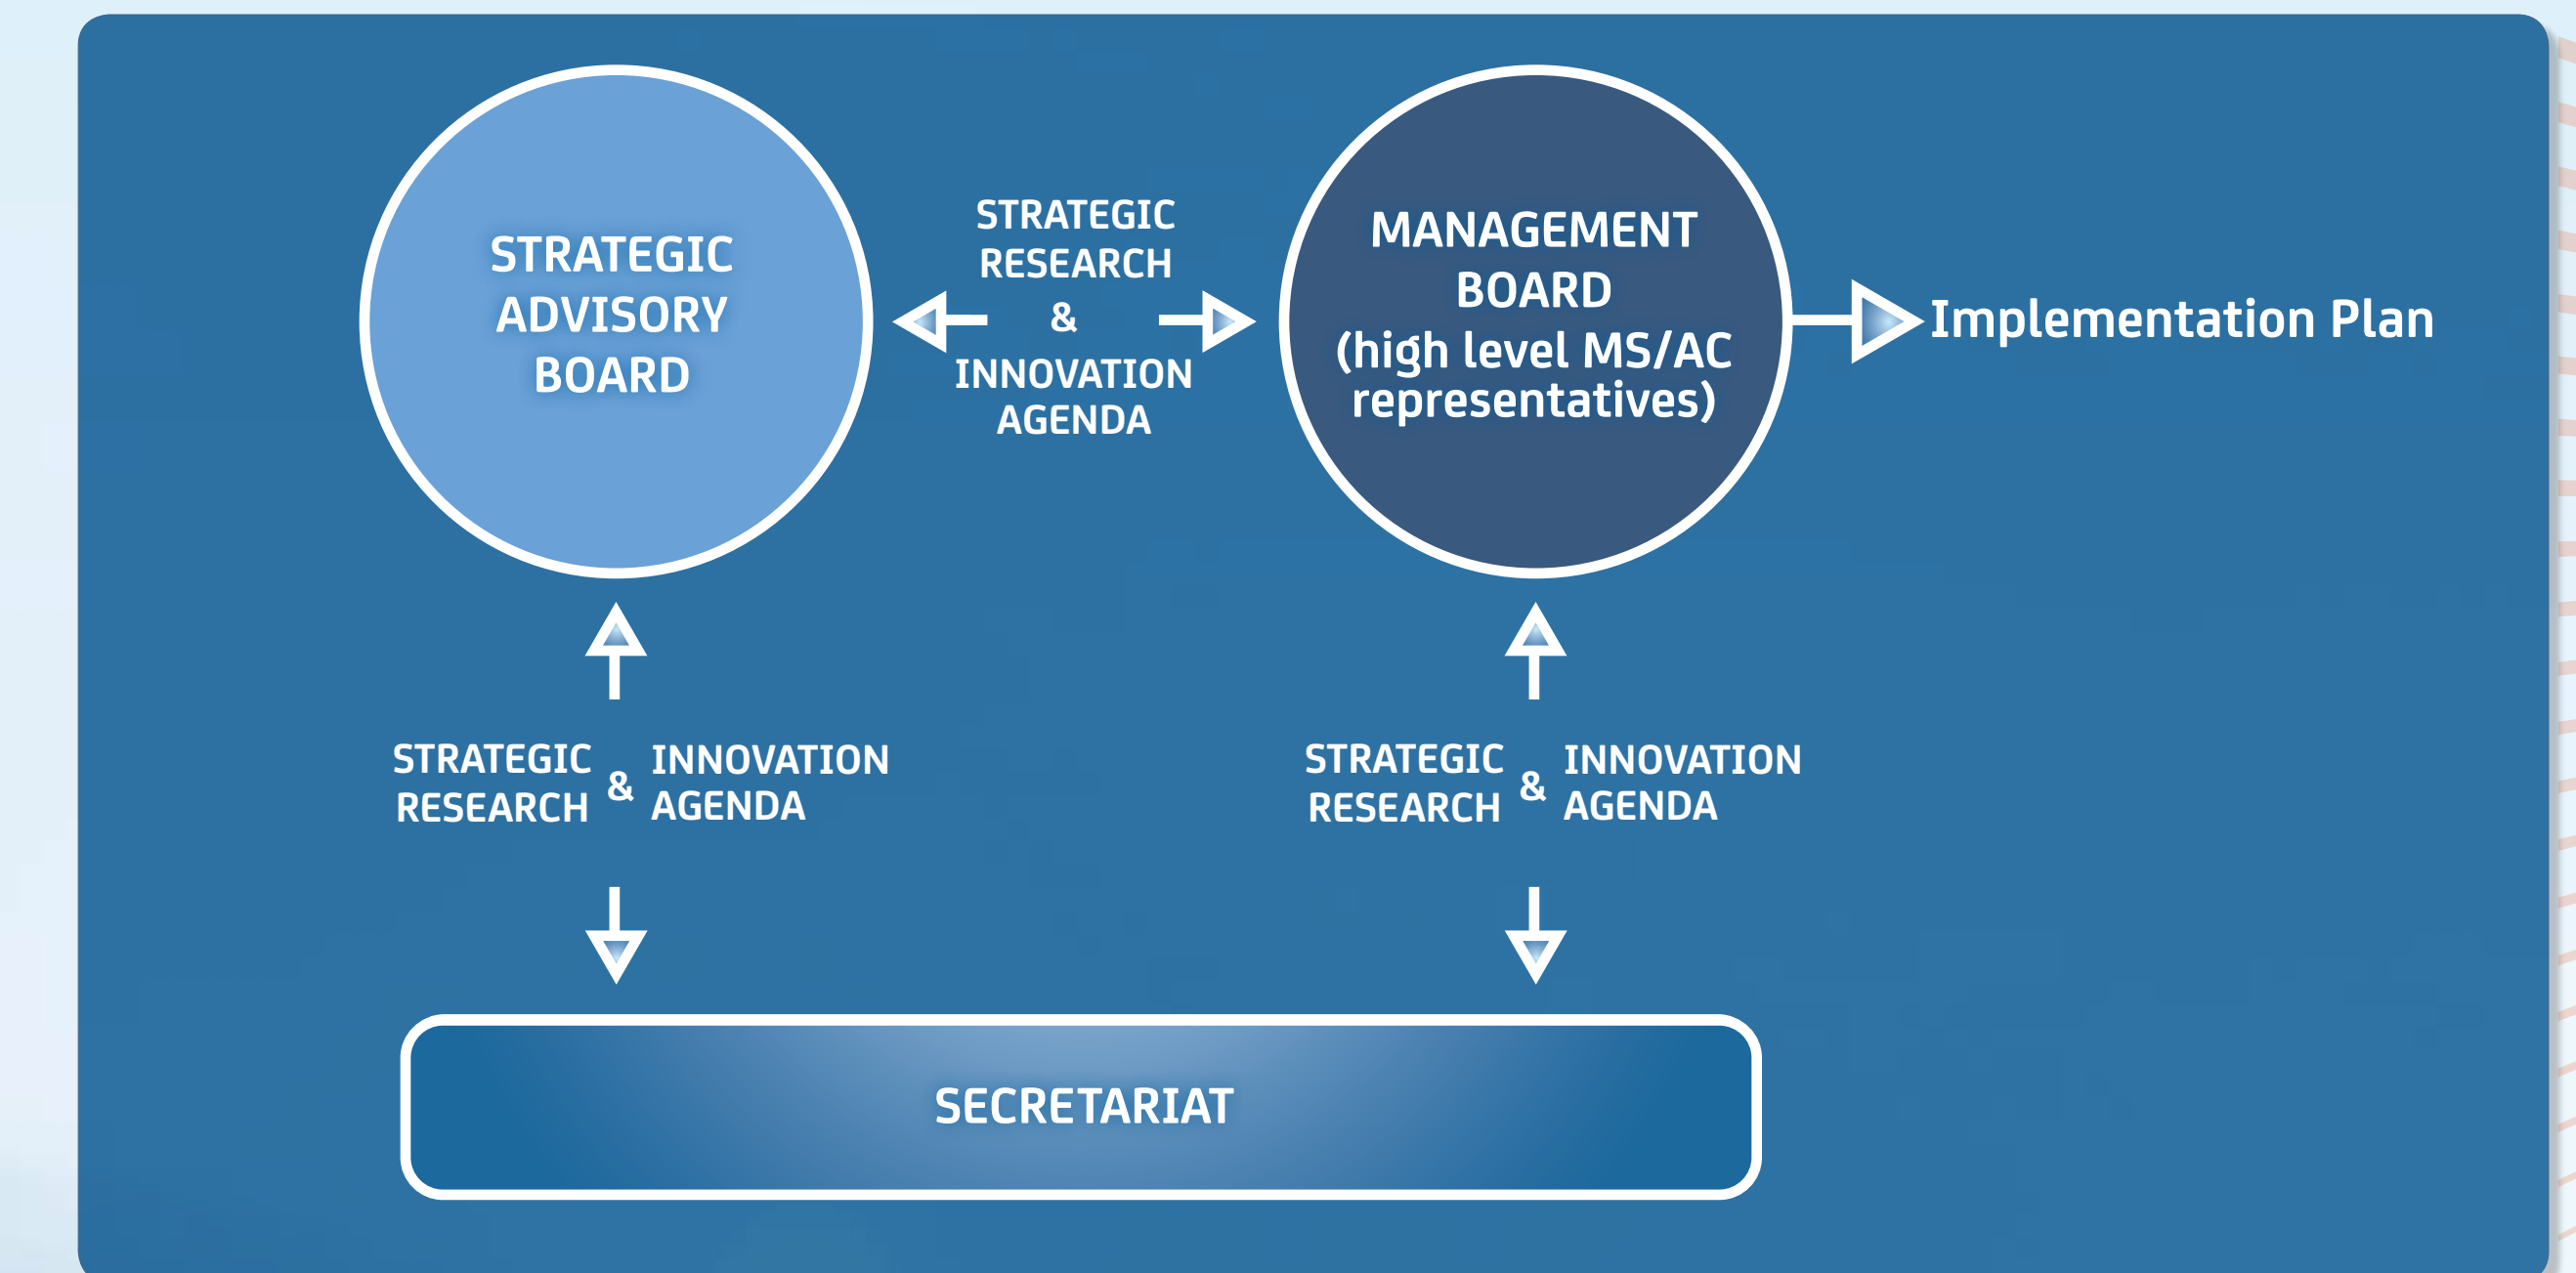 STRATEGIC
ADVISORY
BOARD
STRATEGIC
RESEARCH
&
INNOVATION
AGENDA
MANAGEMENT
BOARD
(high level MS/AC
representatives)
Implementation Plan
STRATEGIC
RESEARCH
&
INNOVATION
AGENDA
STRATEGIC
RESEARCH
&
INNOVATION
AGENDA
SECRETARIAT